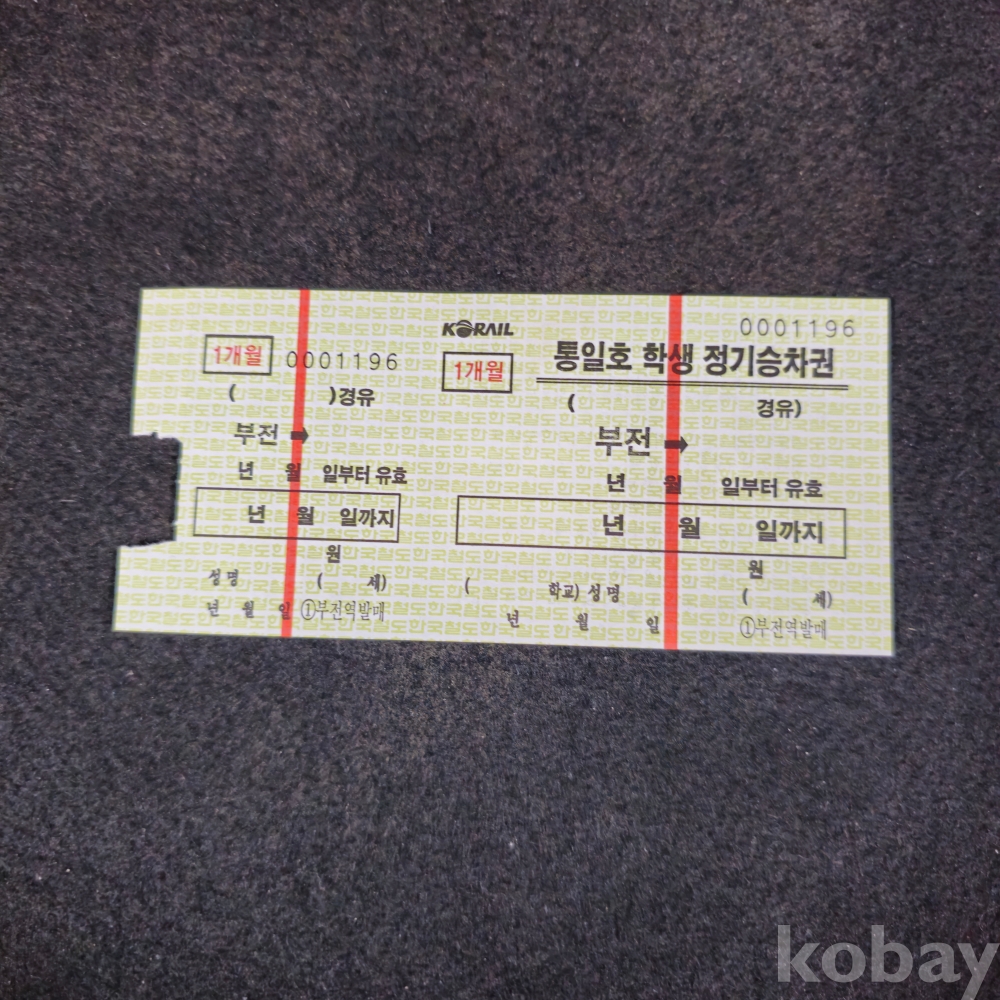 1개월 0001196
( )경유
부전 ➡
년 월 일부터 유효
년 월 일까지
원
성명 ( 세)
년 월 일 ①부전역발매
KORAIL 0001196
1개월 통일호 학생 정기승차권
( 경유)
부전 ➡
년 월 일부터 유효
년 월 일까지
원
( 학교) 성명 ( 세)
년 월 일 ①부전역발매
kobay